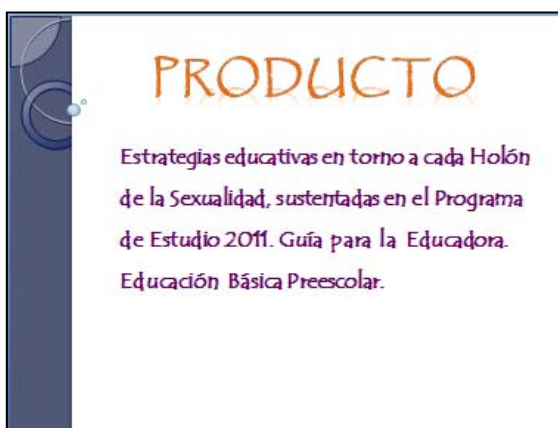 PRODUCTO
Estrategias educativas en torno a cada Holón
de la Sexualidad, sustentadas en el Programa
de Estudio 2011. Guía para la Educadora.
Educación Básica Preescolar.